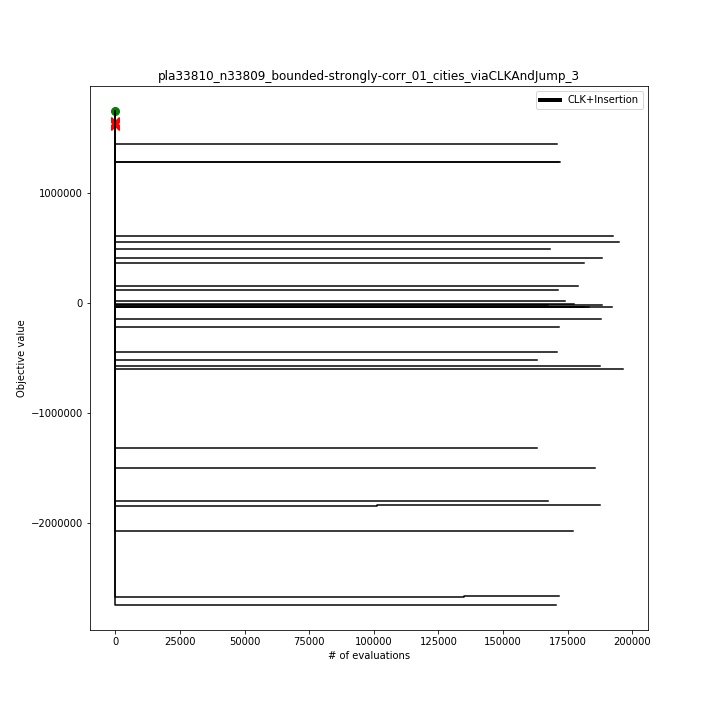 pla33810_n33809_bounded-strongly-corr_01_cities_viaCLKAndJump_3
CLK+Insertion
1000000
0
−1000000
−2000000
Objective value
0 25000 50000 75000 100000 125000 150000 175000 200000
# of evaluations